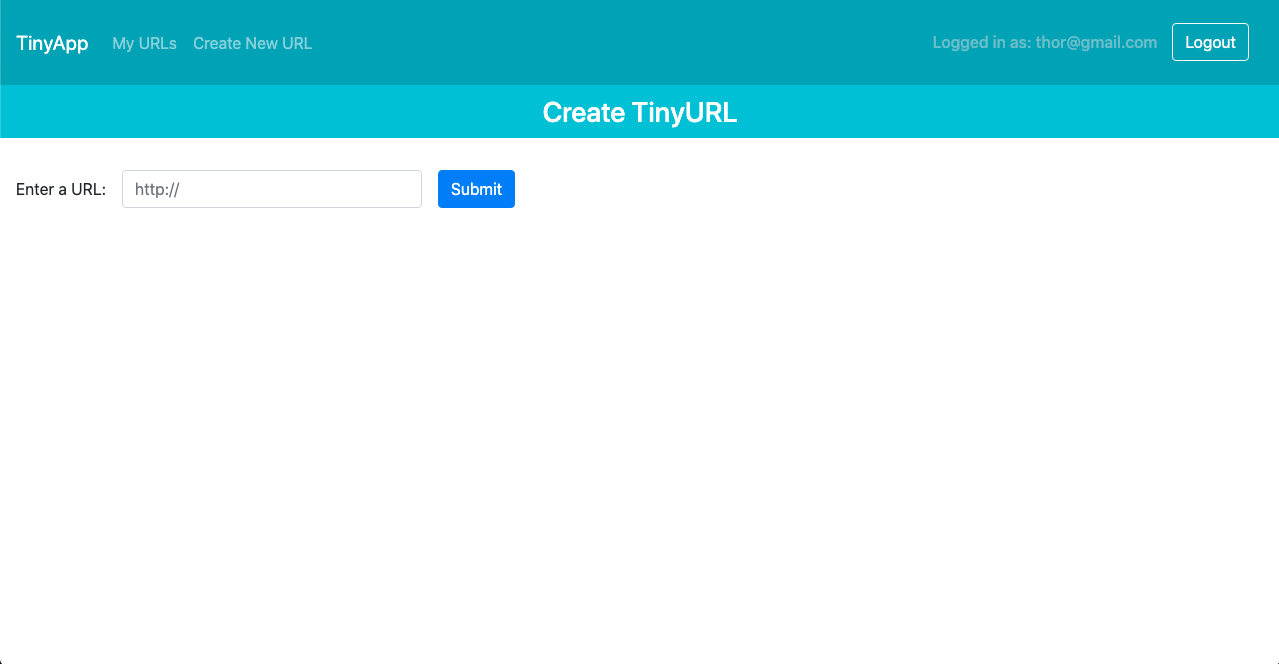 TinyApp My URLs Create New URL Logged in as: thor@gmail.com Logout
Create TinyURL
Enter a URL: http:// Submit